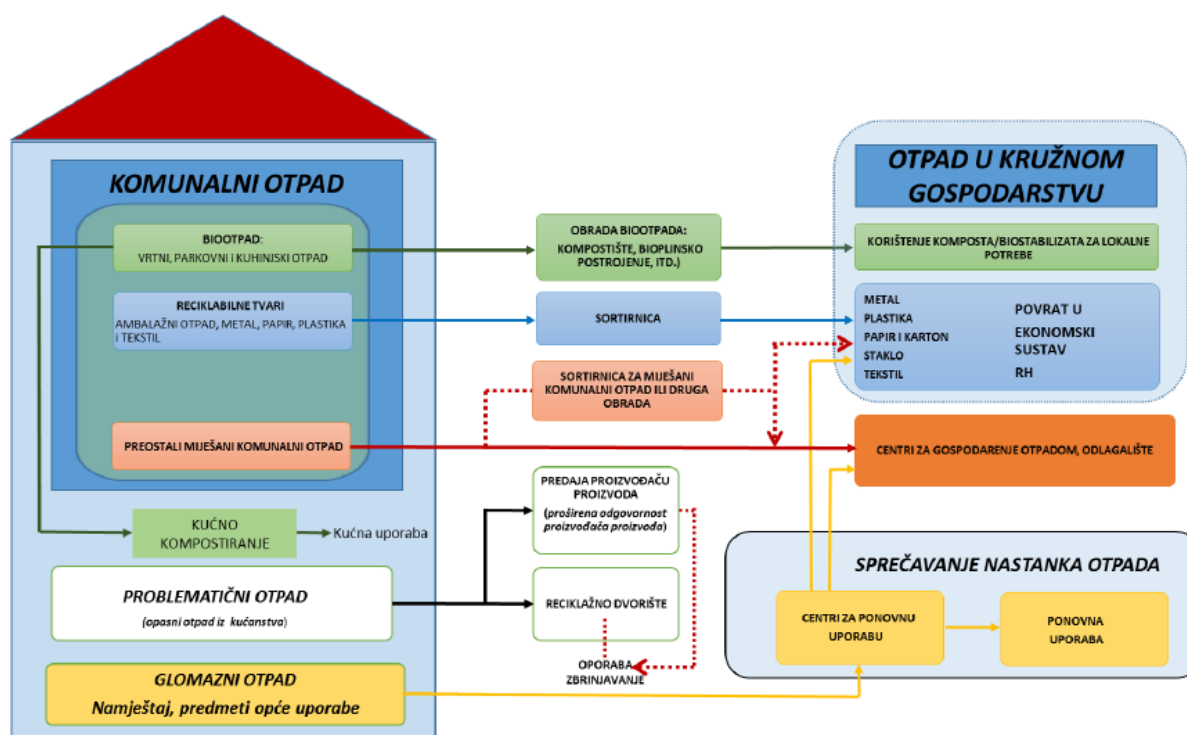 KOMUNALNI OTPAD
BIOOTPAD:
VRTNI, PARKOVNI I KUHINJSKI OTPAD
RECIKLABILNE TVARI
AMBALAŽNI OTPAD, METAL, PAPIR, PLASTIKA
I TEKSTIL
PREOSTALI MIJEŠANI KOMUNALNI OTPAD
KUĆNO
KOMPOSTIRANJE
Kućna uporaba
PROBLEMATIČNI OTPAD
(opasni otpad iz kućanstva)
GLOMAZNI OTPAD
Namještaj, predmeti opće uporabe
OBRADA BIOOTPADA:
KOMPOSTIŠTE, BIOPLINSKO
POSTROJENJE, ITD.)
SORTIRNICA
SORTIRNICA ZA MIJEŠANI
KOMUNALNI OTPAD ILI DRUGA
OBRADA
PREDAJA PROIZVOĐAČU
PROIZVODA
(proširena odgovornost
proizvođača proizvoda)
RECIKLAŽNO DVORIŠTE
OPORABA
ZBRINJAVANJE
OTPAD U KRUŽNOM
GOSPODARSTVU
KORIŠTENJE KOMPOSTA/BIOSTABILIZATA ZA LOKALNE
POTREBE
METAL
PLASTIKA
PAPIR I KARTON
STAKLO
TEKSTIL
POVRAT U
EKONOMSKI
SUSTAV
RH
CENTRI ZA GOSPODARENJE OTPADOM, ODLAGALIŠTE
SPREČAVANJE NASTANKA OTPADA
CENTRI ZA PONOVNU
UPORABU
PONOVNA
UPORABA